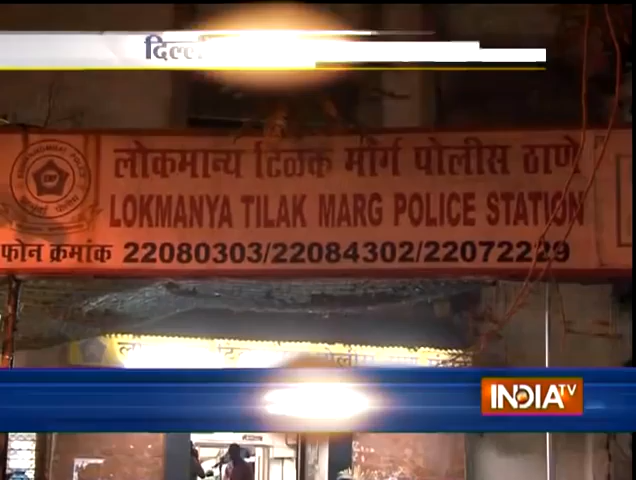 दिल्ली
लोकमान्य टिळक मार्ग पोलीस ठाणे
LOKMANYA TILAK MARG POLICE STATION
फोन क्रमांक 22080303/22084302/22072229
INDIA TV